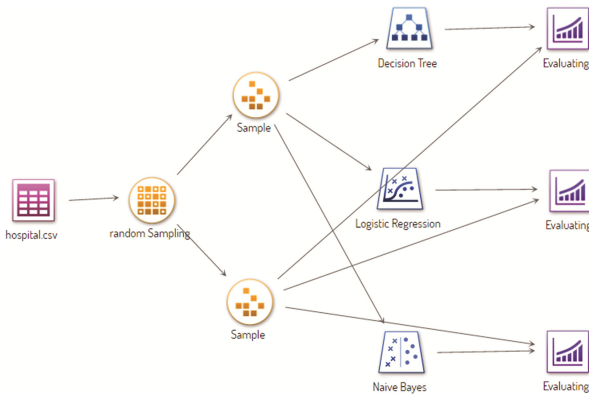 Decision Tree
Evaluating
Sample
Logistic Regression
Evaluating
hospital.csv
random Sampling
Sample
Naive Bayes
Evaluating